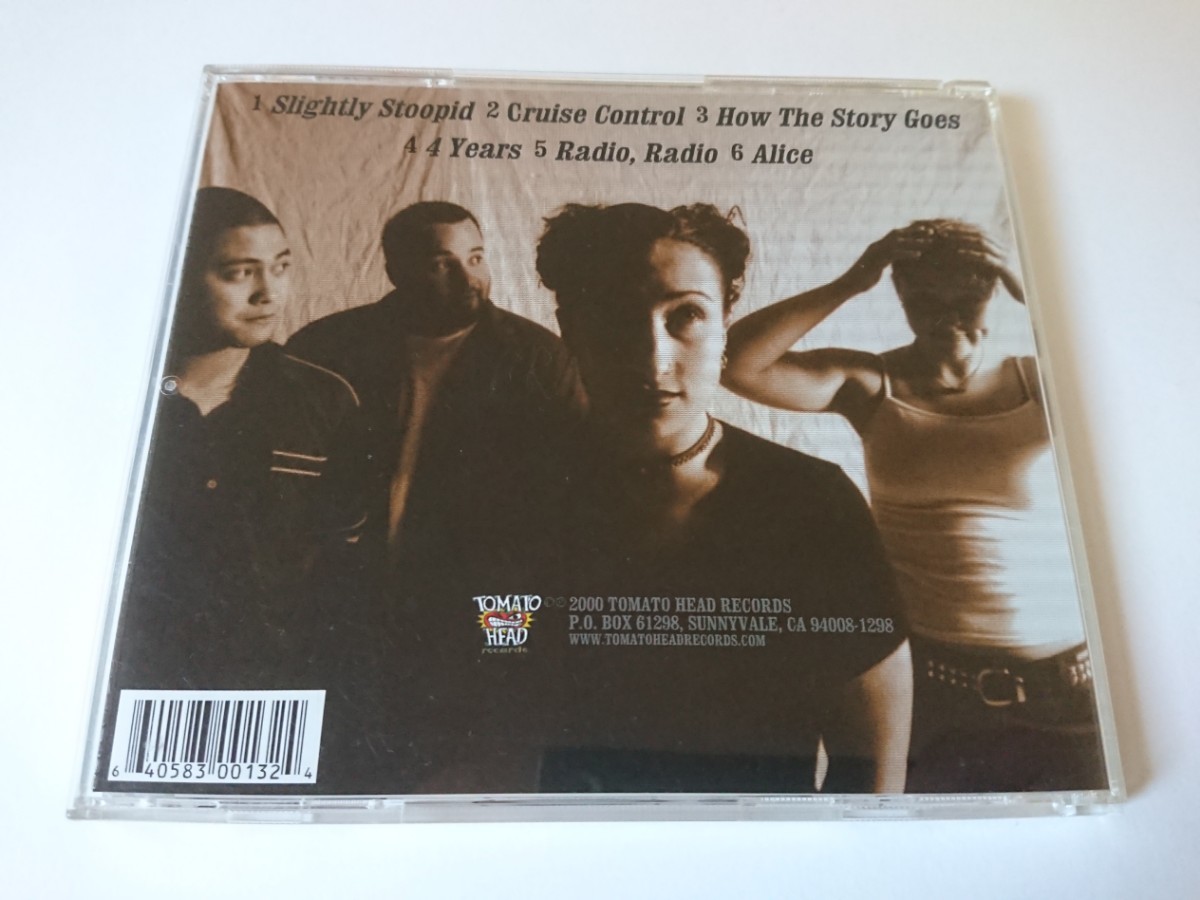 1 Slightly Stoopid 2 Cruise Control 3 How The Story Goes
4 4 Years 5 Radio, Radio 6 Alice
TOMATO
HEAD
records
©℗ 2000 TOMATO HEAD RECORDS
P.O. BOX 61298, SUNNYVALE, CA 94008-1298
WWW.TOMATOHEADRECORDS.COM
6 40583 00132 4